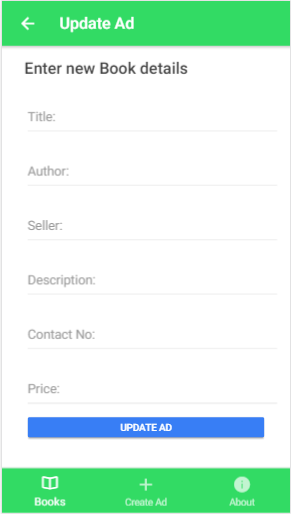 Update Ad
Enter new Book details
Title:
Author:
Seller:
Description:
Contact No:
Price:
UPDATE AD
Books
Create Ad
About